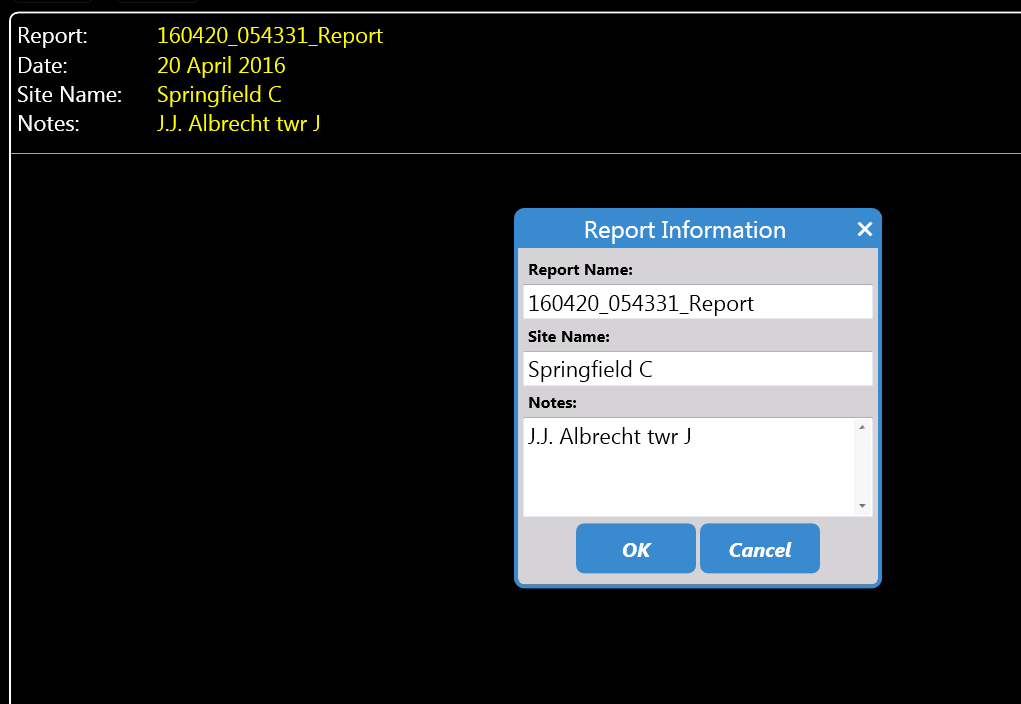 Report: 160420_054331_Report
Date: 20 April 2016
Site Name: Springfield C
Notes: J.J. Albrecht twr J
Report Information ×
Report Name:
160420_054331_Report
Site Name:
Springfield C
Notes:
J.J. Albrecht twr J
OK Cancel